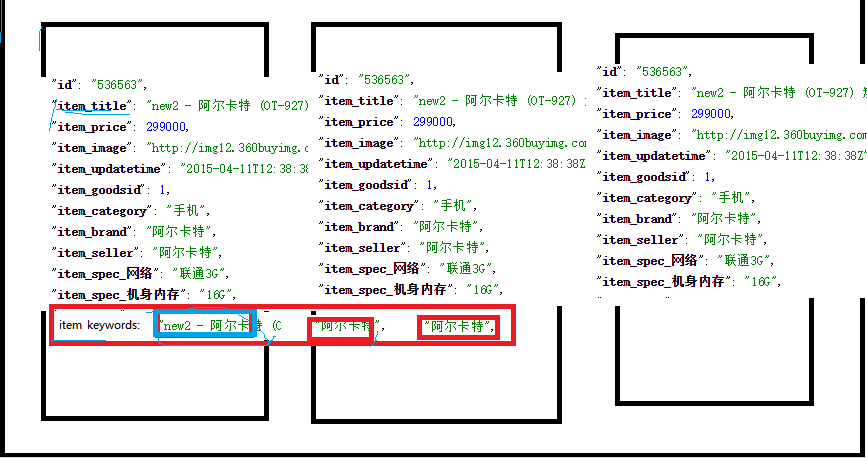 "id": "536563",
"item_title": "new2 - 阿尔卡特 (OT-927)
"item_price": 299000,
"item_image": "http://img12.360buyimg.co
"item_updatetime": "2015-04-11T12:38:38
"item_goodsid": 1,
"item_category": "手机",
"item_brand": "阿尔卡特",
"item_seller": "阿尔卡特",
"item_spec_网络": "联通3G",
"item_spec_机身内存": "16G",
item keywords: "new2 - 阿尔卡特 (O "阿尔卡特", "阿尔卡特",
"id": "536563",
"item_title": "new2 - 阿尔卡特 (OT-927)
"item_price": 299000,
"item_image": "http://img12.360buyimg.com
"item_updatetime": "2015-04-11T12:38:38Z
"item_goodsid": 1,
"item_category": "手机",
"item_brand": "阿尔卡特",
"item_seller": "阿尔卡特",
"item_spec_网络": "联通3G",
"item_spec_机身内存": "16G",
"id": "536563",
"item_title": "new2 - 阿尔卡特 (OT-927)
"item_price": 299000,
"item_image": "http://img12.360buyimg.com
"item_updatetime": "2015-04-11T12:38:38Z"
"item_goodsid": 1,
"item_category": "手机",
"item_brand": "阿尔卡特",
"item_seller": "阿尔卡特",
"item_spec_网络": "联通3G",
"item_spec_机身内存": "16G",